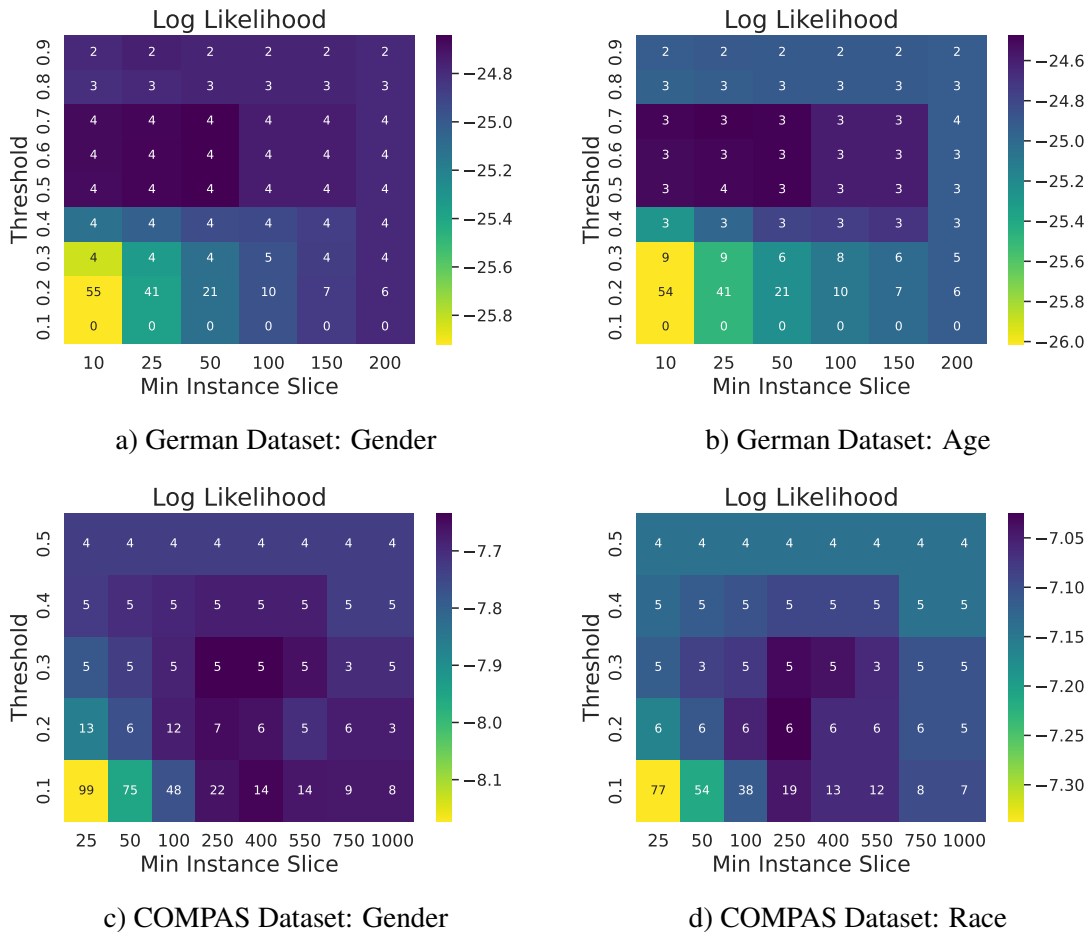 Log Likelihood
Threshold
0.9 2 2 2 2 2 2
0.8 3 3 3 3 3 3
0.7 4 4 4 4 4 4
0.6 4 4 4 4 4 4
0.5 4 4 4 4 4 4
0.4 4 4 4 4 4 4
0.3 4 4 4 5 4 4
0.2 55 41 21 10 7 6
0.1 0 0 0 0 0 0
10 25 50 100 150 200
Min Instance Slice
−24.8
−25.0
−25.2
−25.4
−25.6
−25.8
a) German Dataset: Gender
Log Likelihood
Threshold
0.9 2 2 2 2 2 2
0.8 3 3 3 3 3 3
0.7 3 3 3 3 3 4
0.6 3 3 3 3 3 3
0.5 3 4 3 3 3 3
0.4 3 3 3 3 3 3
0.3 9 9 6 8 6 5
0.2 54 41 21 10 7 6
0.1 0 0 0 0 0 0
10 25 50 100 150 200
Min Instance Slice
−24.6
−24.8
−25.0
−25.2
−25.4
−25.6
−25.8
−26.0
b) German Dataset: Age
Log Likelihood
Threshold
0.5 4 4 4 4 4 4 4 4
0.4 5 5 5 5 5 5 5 5
0.3 5 5 5 5 5 5 3 5
0.2 13 6 12 7 6 5 6 3
0.1 99 75 48 22 14 14 9 8
25 50 100 250 400 550 750 1000
Min Instance Slice
−7.7
−7.8
−7.9
−8.0
−8.1
c) COMPAS Dataset: Gender
Log Likelihood
Threshold
0.5 4 4 4 4 4 4 4 4
0.4 5 5 5 5 5 5 5 5
0.3 5 3 5 5 5 3 5 5
0.2 6 6 6 6 6 6 6 5
0.1 77 54 38 19 13 12 8 7
25 50 100 250 400 550 750 1000
Min Instance Slice
−7.05
−7.10
−7.15
−7.20
−7.25
−7.30
d) COMPAS Dataset: Race